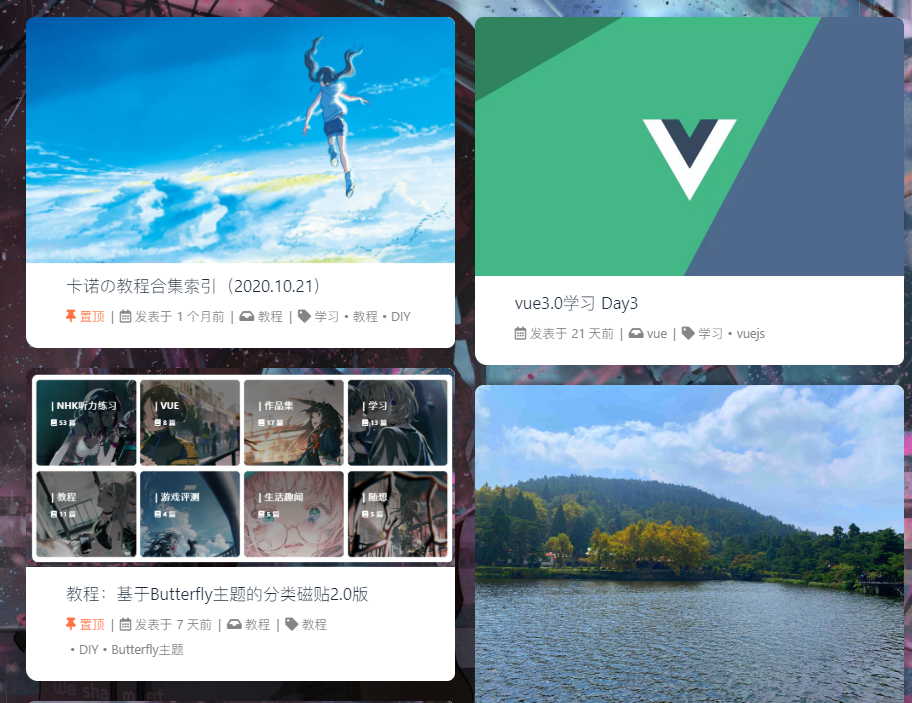 卡诺の教程合集索引（2020.10.21）
置顶 | 发表于 1 个月前 | 教程 | 学习 • 教程 • DIY
vue3.0学习 Day3
发表于 21 天前 | vue | 学习 • vuejs
| NHK听力练习
53 篇
| VUE
8 篇
| 作品集
17 篇
| 学习
13 篇
| 教程
11 篇
| 游戏评测
4 篇
| 生活趣闻
5 篇
| 随想
5 篇
教程：基于Butterfly主题的分类磁贴2.0版
置顶 | 发表于 7 天前 | 教程 | 教程
• DIY • Butterfly主题
we shall meet